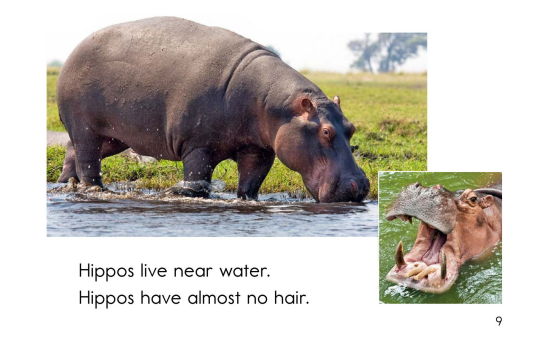 Hippos live near water.
Hippos have almost no hair.
9